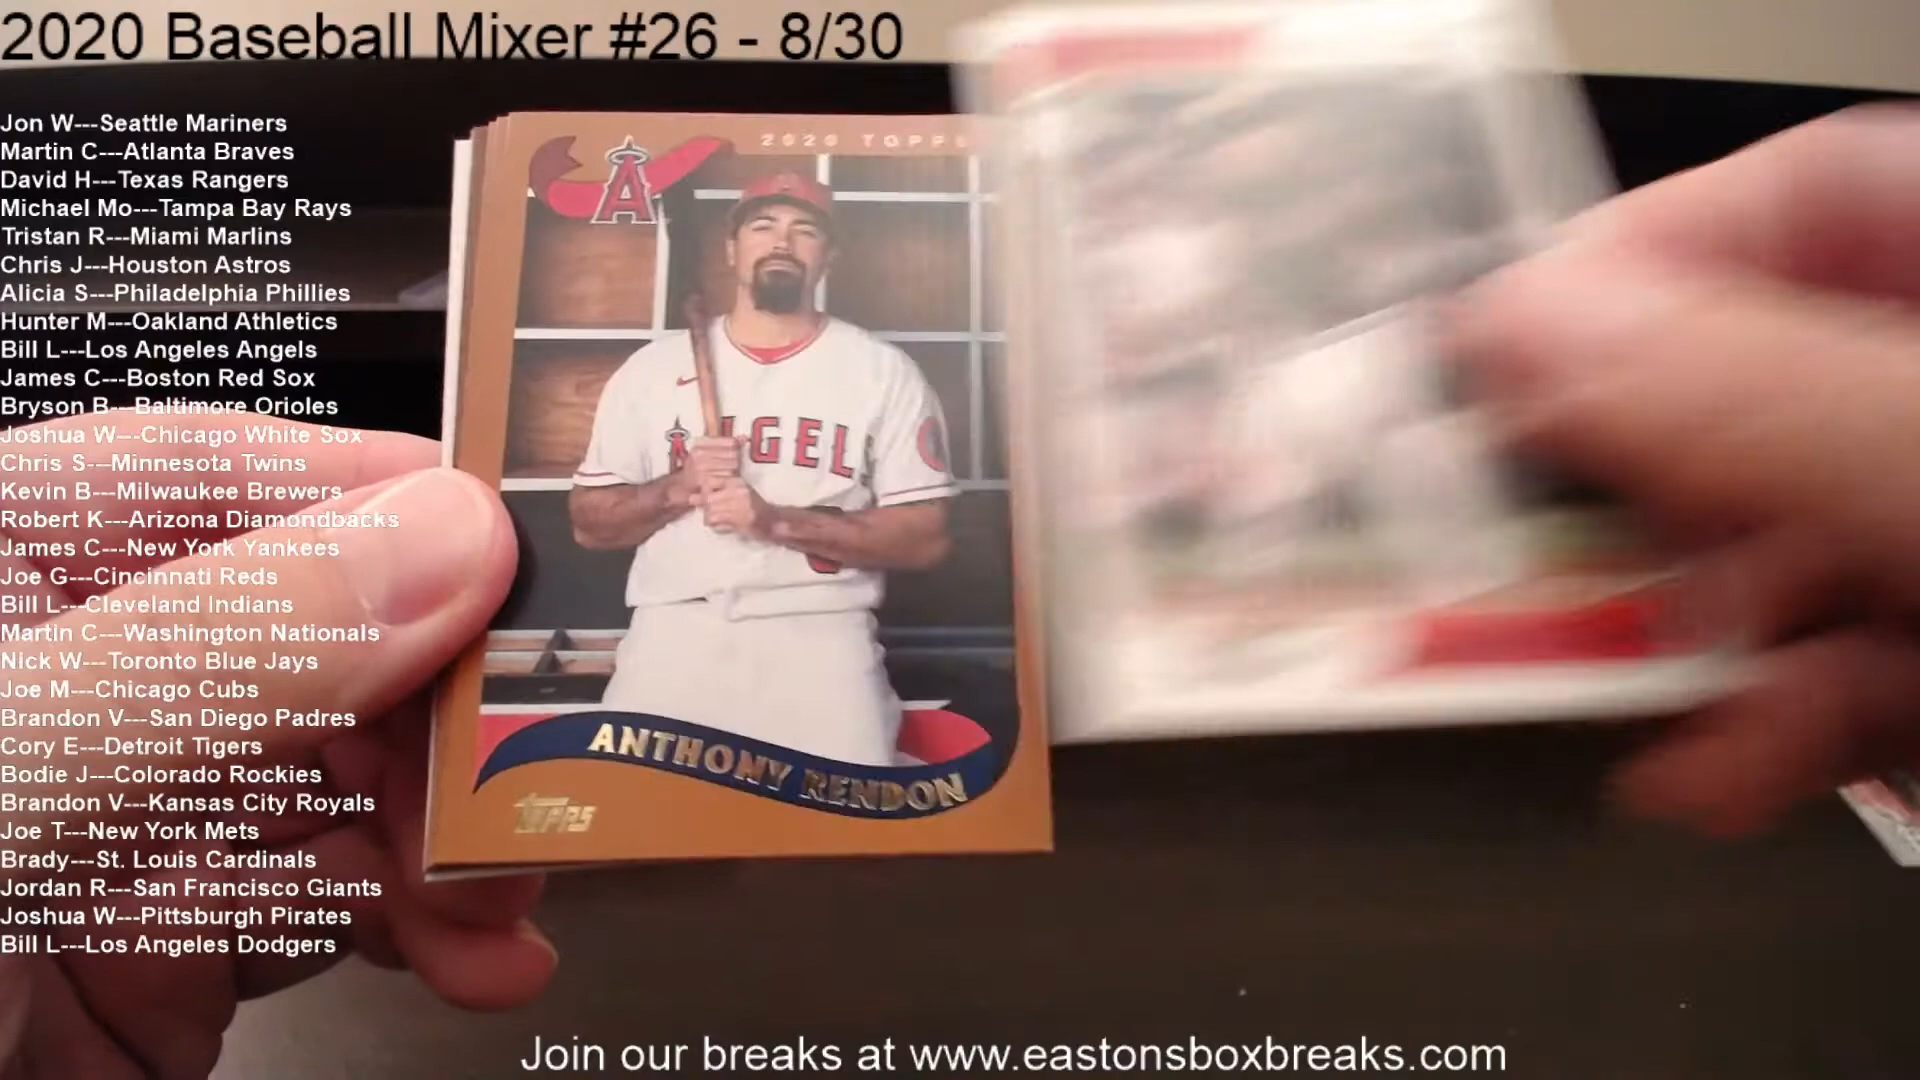 2020 Baseball Mixer #26 - 8/30
Jon W---Seattle Mariners
Martin C---Atlanta Braves
David H---Texas Rangers
Michael Mo---Tampa Bay Rays
Tristan R---Miami Marlins
Chris J---Houston Astros
Alicia S---Philadelphia Phillies
Hunter M---Oakland Athletics
Bill L---Los Angeles Angels
James C---Boston Red Sox
Bryson B---Baltimore Orioles
Joshua W---Chicago White Sox
Chris S---Minnesota Twins
Kevin B---Milwaukee Brewers
Robert K---Arizona Diamondbacks
James C---New York Yankees
Joe G---Cincinnati Reds
Bill L---Cleveland Indians
Martin C---Washington Nationals
Nick W---Toronto Blue Jays
Joe M---Chicago Cubs
Brandon V---San Diego Padres
Cory E---Detroit Tigers
Bodie J---Colorado Rockies
Brandon V---Kansas City Royals
Joe T---New York Mets
Brady---St. Louis Cardinals
Jordan R---San Francisco Giants
Joshua W---Pittsburgh Pirates
Bill L---Los Angeles Dodgers
2020 TOPPS
A
ANGELS
ANTHONY RENDON
TOPPS
Join our breaks at www.eastonsboxbreaks.com